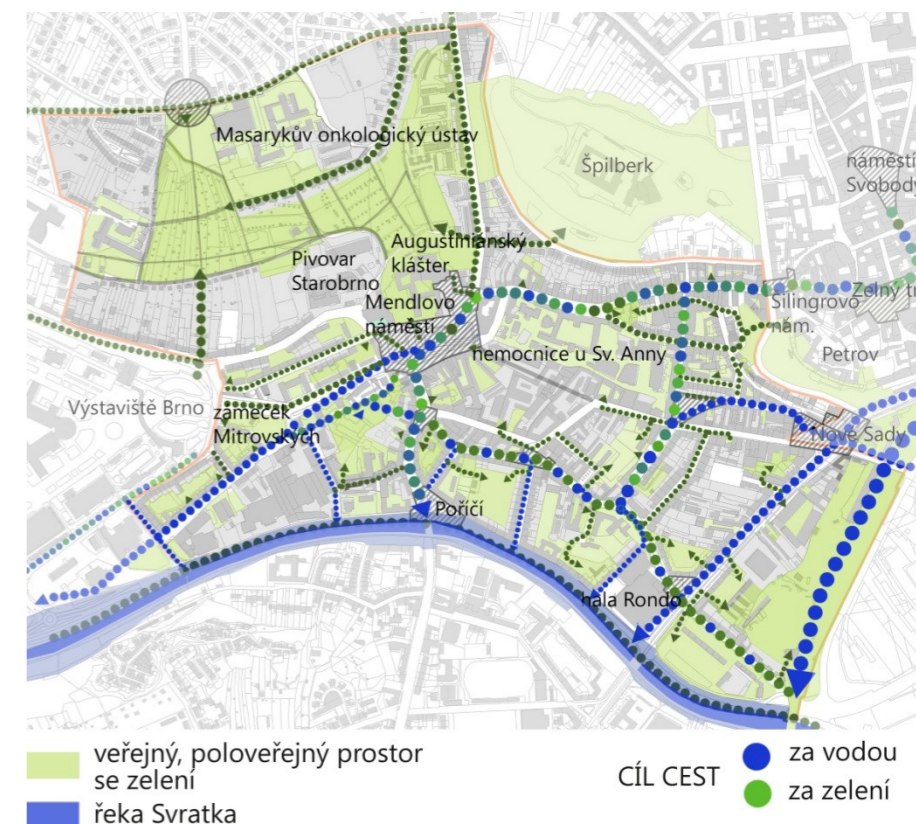 Masarykův onkologický ústav
Špilberk
náměstí
Svobody
Pivovar
Starobrno
Augustiniánský
klášter
Mendlovo
náměstí
Zelný
Silingrovo
nám.
Petrov
nemocnice u Sv. Anny
Výstaviště Brno
zámeček
Mitrovských
Nové Sady
Poříčí
hala Rondo
veřejný, poloveřejný prostor
se zelení
řeka Svratka
CÍL CEST
za vodou
za zelení